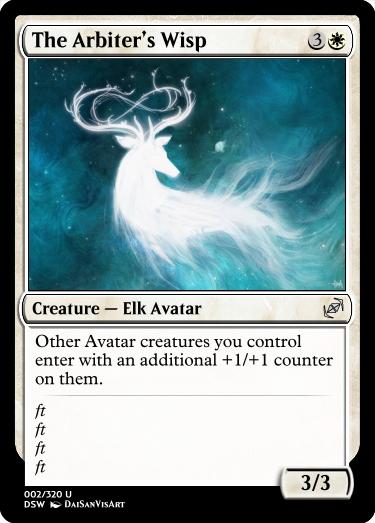 The Arbiter's Wisp 3
Creature — Elk Avatar
Other Avatar creatures you control
enter with an additional +1/+1 counter
on them.
ft
ft
ft
ft
3/3
002/320 U
DSW DaiSanVisArt